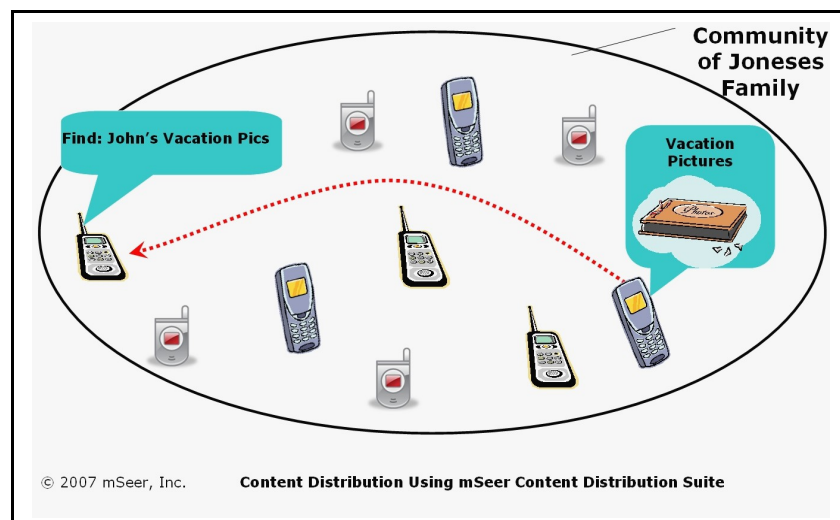 Community
of Joneses
Family
Find: John's Vacation Pics
Vacation
Pictures
Photos
© 2007 mSeer, Inc.
Content Distribution Using mSeer Content Distribution Suite